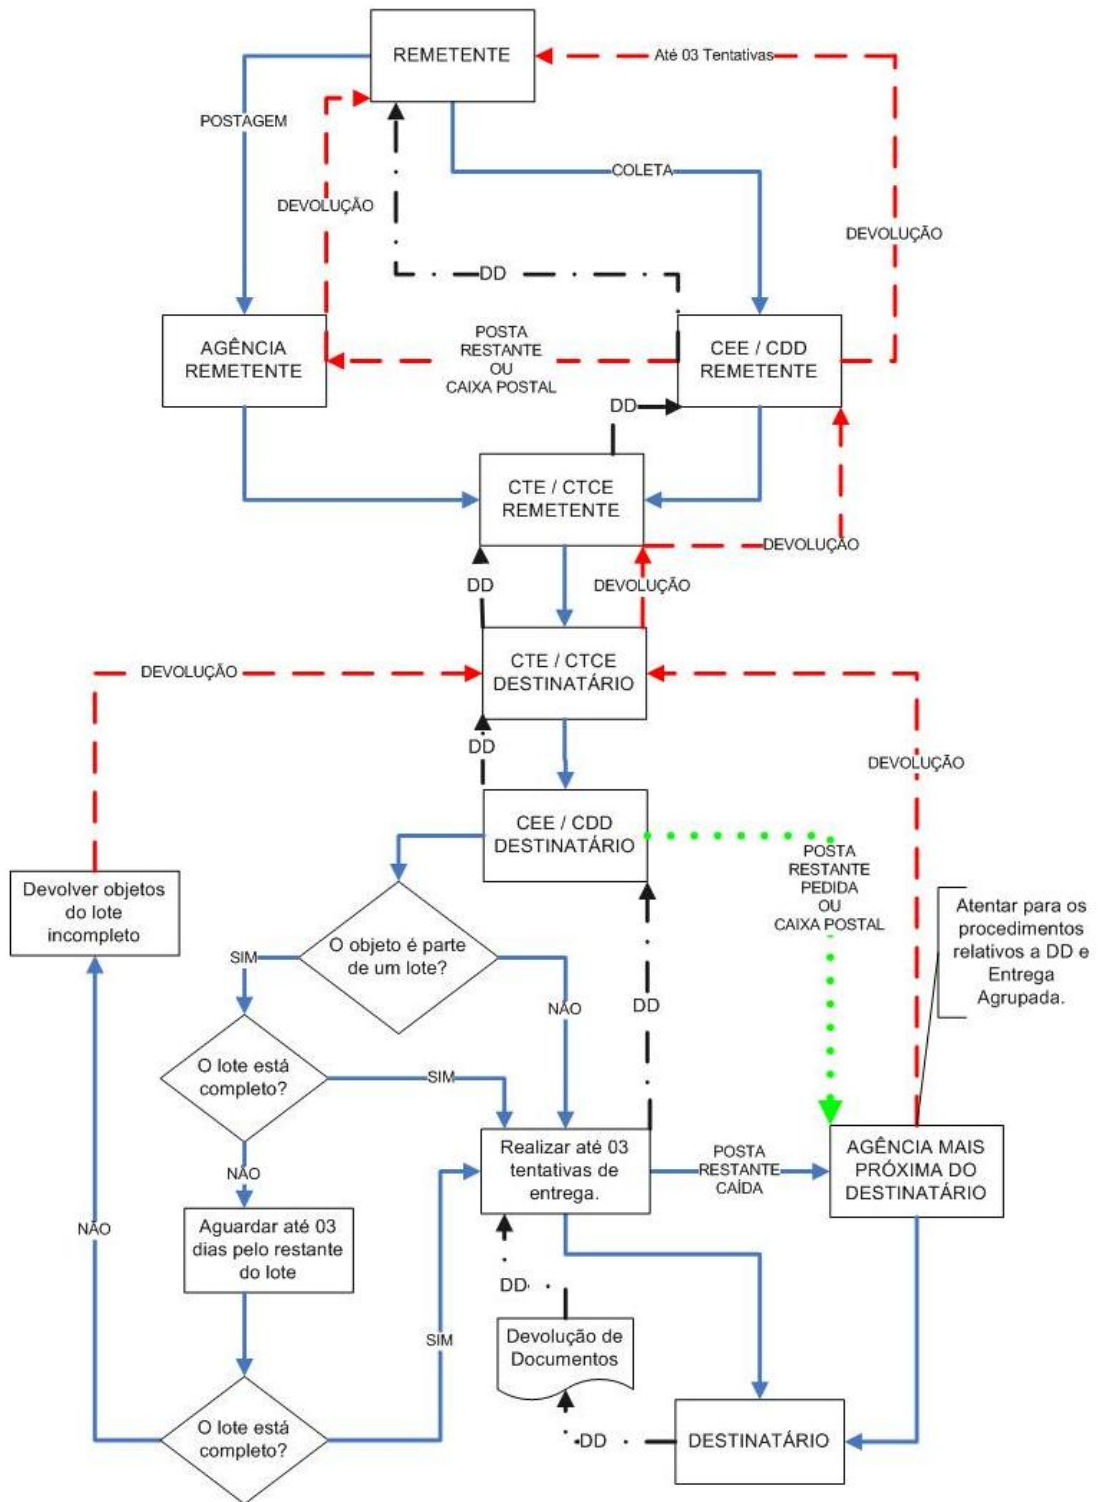 REMETENTE
Até 03 Tentativas
POSTAGEM
COLETA
DEVOLUÇÃO
DEVOLUÇÃO
DD
AGÊNCIA
REMETENTE
POSTA
RESTANTE
OU
CAIXA POSTAL
CEE / CDD
REMETENTE
DD
CTE / CTCE
REMETENTE
DEVOLUÇÃO
DD
DEVOLUÇÃO
CTE / CTCE
DESTINATÁRIO
DEVOLUÇÃO
DD
DEVOLUÇÃO
CEE / CDD
DESTINATÁRIO
POSTA
RESTANTE
PEDIDA
OU
CAIXA POSTAL
Devolver objetos
do lote
incompleto
Atentar para os
procedimentos
relativos a DD e
Entrega
Agrupada.
O objeto é parte
de um lote?
SIM
NÃO
DD
O lote está
completo?
SIM
Realizar até 03
tentativas de
entrega.
POSTA
RESTANTE
CAÍDA
AGÊNCIA MAIS
PRÓXIMA DO
DESTINATÁRIO
NÃO
NÃO
Aguardar até 03
dias pelo restante
do lote
DD
SIM
Devolução de
Documentos
O lote está
completo?
DD
DESTINATÁRIO